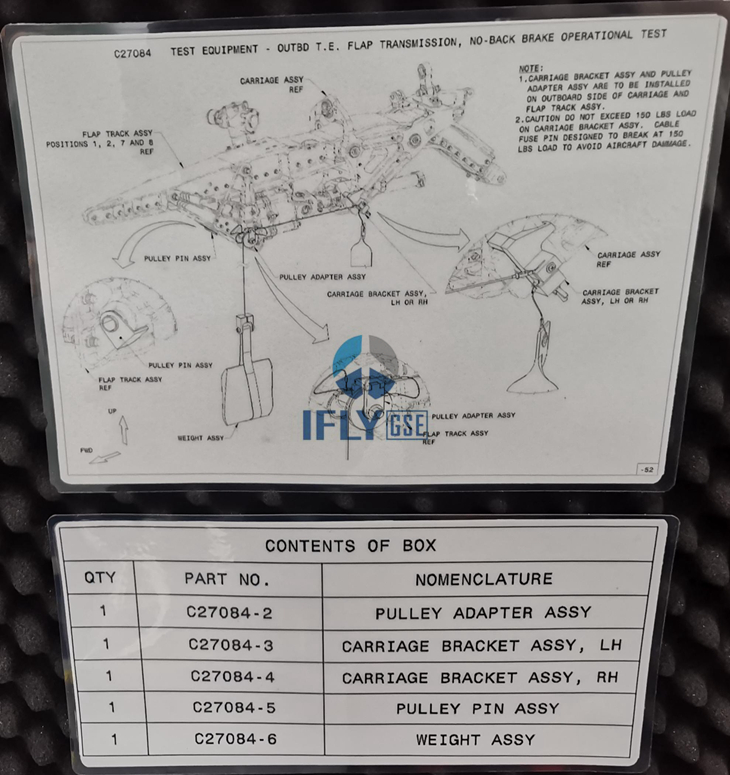 C27084 TEST EQUIPMENT - OUTBD T.E. FLAP TRANSMISSION, NO-BACK BRAKE OPERATIONAL TEST
NOTE:
1.CARRIAGE BRACKET ASSY AND PULLEY
ADAPTER ASSY ARE TO BE INSTALLED
ON OUTBOARD SIDE OF CARRIAGE AND
FLAP TRACK ASSY.
2.CAUTION DO NOT EXCEED 150 LBS LOAD
ON CARRIAGE BRACKET ASSY. CABLE
FUSE PIN DESIGNED TO BREAK AT 150
LBS LOAD TO AVOID AIRCRAFT DAMMAGE.
CARRIAGE ASSY
REF
FLAP TRACK ASSY
POSITIONS 1, 2, 7 AND 8
REF
PULLEY PIN ASSY
PULLEY ADAPTER ASSY
CARRIAGE BRACKET ASSY,
LH OR RH
CARRIAGE ASSY
REF
CARRIAGE BRACKET
ASSY, LH OR RH
PULLEY PIN ASSY
FLAP TRACK ASSY
REF
UP
FWD
WEIGHT ASSY
PULLEY ADAPTER ASSY
FLAP TRACK ASSY
REF
IFLY GSE
-52
CONTENTS OF BOX
QTY PART NO. NOMENCLATURE
1 C27084-2 PULLEY ADAPTER ASSY
1 C27084-3 CARRIAGE BRACKET ASSY, LH
1 C27084-4 CARRIAGE BRACKET ASSY, RH
1 C27084-5 PULLEY PIN ASSY
1 C27084-6 WEIGHT ASSY